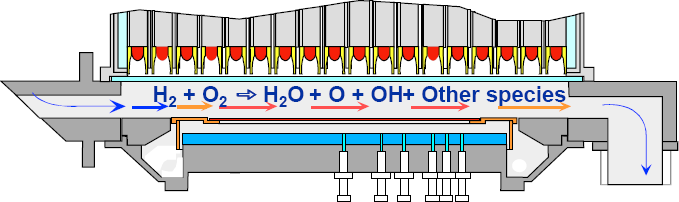 H₂ + O₂ ⇨ H₂O + O + OH+ Other species